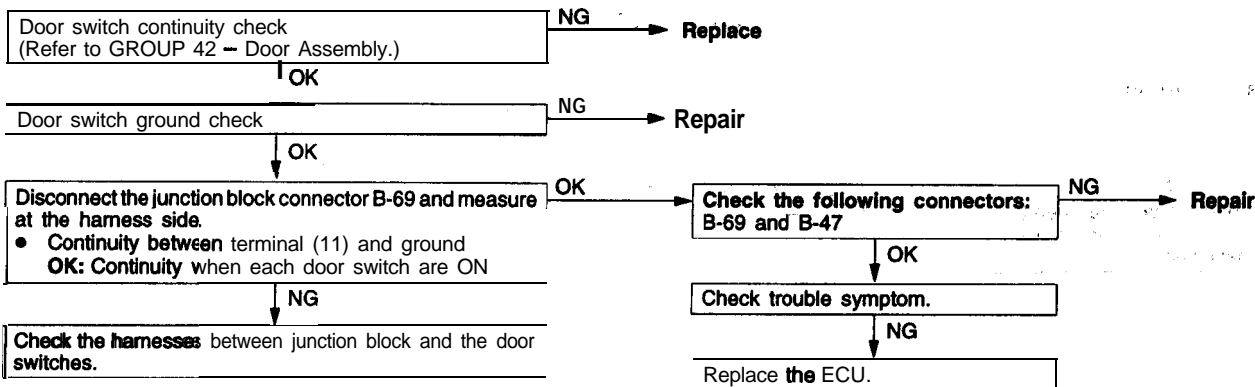 Door switch continuity check
(Refer to GROUP 42 – Door Assembly.)
NG
Replace
OK
Door switch ground check
NG
Repair
OK
Disconnect the junction block connector B-69 and measure
at the harness side.
● Continuity between terminal (11) and ground
OK: Continuity when each door switch are ON
OK
Check the following connectors:
B-69 and B-47
NG
Repair
OK
NG
Check trouble symptom.
Check the harnesses between junction block and the door
switches.
NG
Replace the ECU.